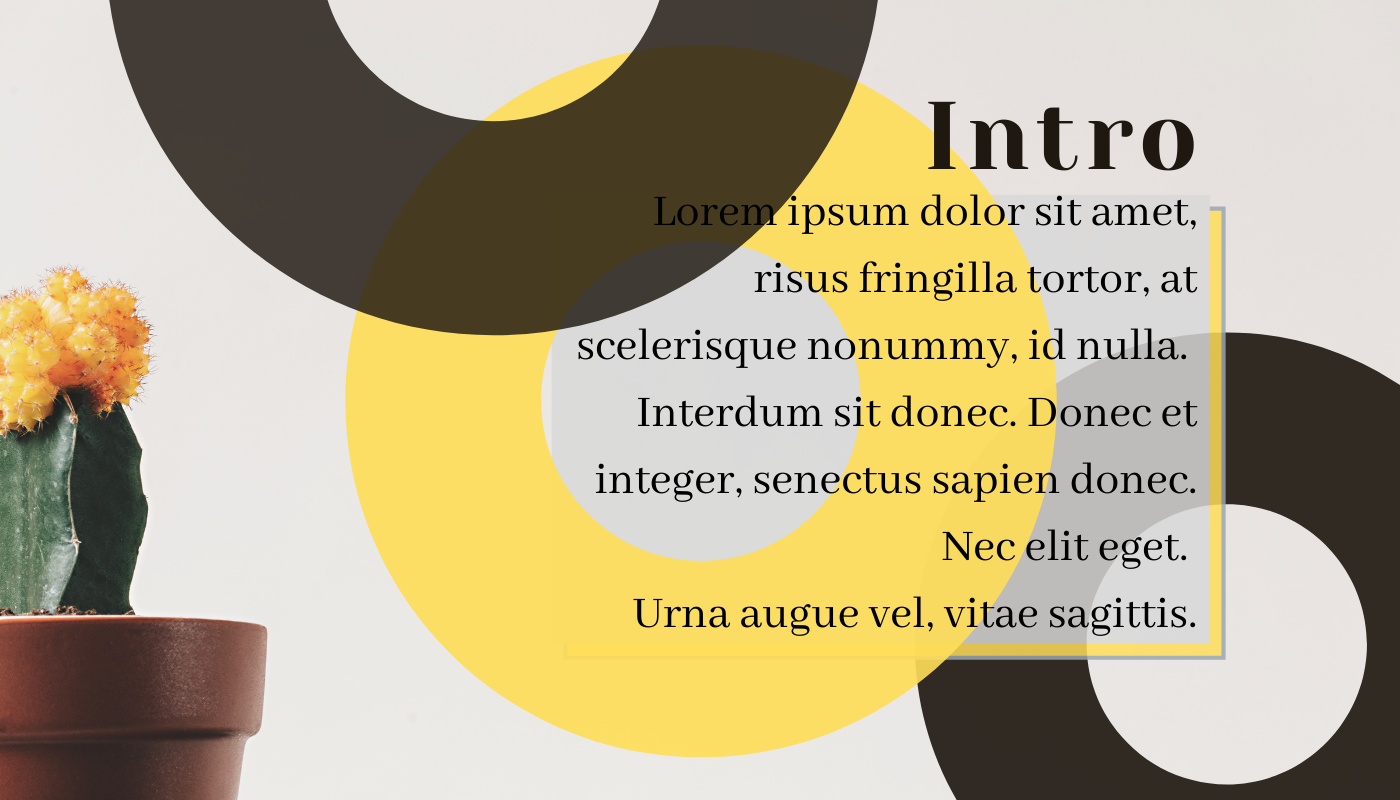 Intro
Lorem ipsum dolor sit amet,
risus fringilla tortor, at
scelerisque nonummy, id nulla.
Interdum sit donec. Donec et
integer, senectus sapien donec.
Nec elit eget.
Urna augue vel, vitae sagittis.